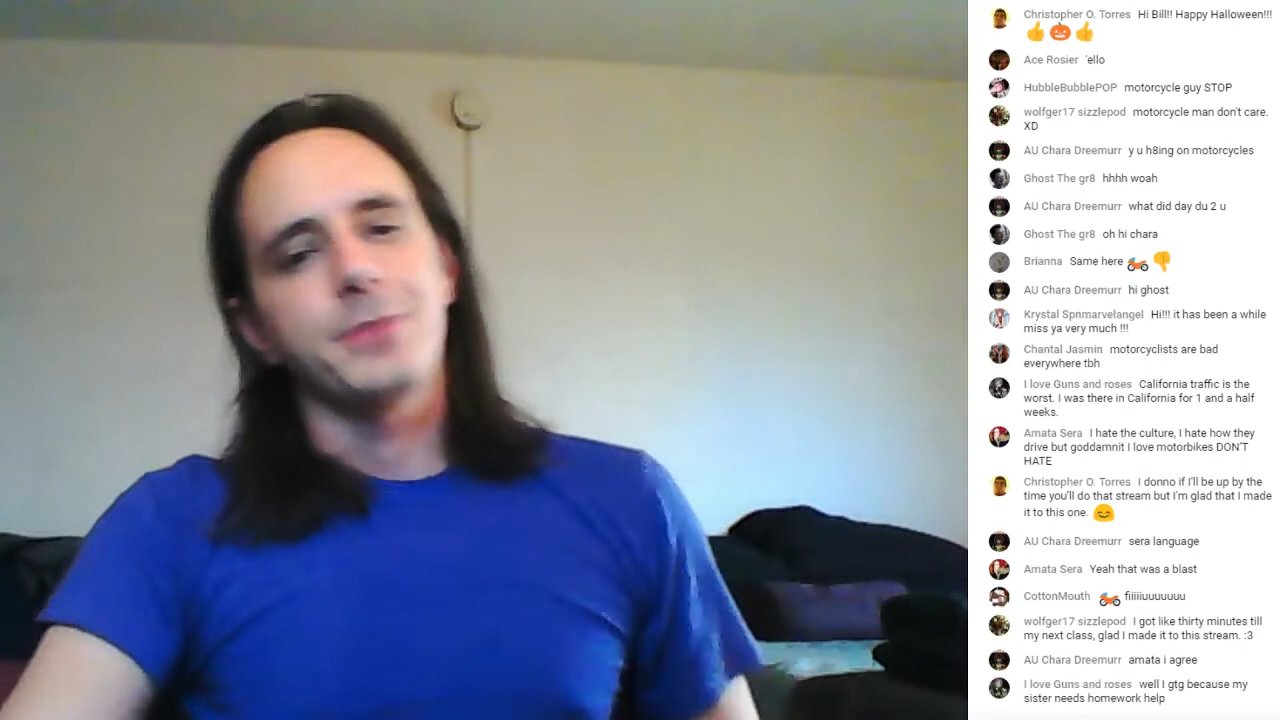 Christopher O. Torres Hi Bill!! Happy Halloween!!!
👍🎃👍
Ace Rosier 'ello
HubbleBubblePOP motorcycle guy STOP
wolfger17 sizzlepod motorcycle man don't care.
XD
AU Chara Dreemurr y u h8ing on motorcycles
Ghost The gr8 hhhh woah
AU Chara Dreemurr what did day du 2 u
Ghost The gr8 oh hi chara
Brianna Same here 🏍👎
AU Chara Dreemurr hi ghost
Krystal Spnmarvelangel Hi!!! it has been a while
miss ya very much !!!
Chantal Jasmin motorcyclists are bad
everywhere tbh
I love Guns and roses California traffic is the
worst. I was there in California for 1 and a half
weeks.
Amata Sera I hate the culture, I hate how they
drive but goddamnit I love motorbikes DON'T
HATE
Christopher O. Torres I donno if I'll be up by the
time you'll do that stream but I'm glad that I made
it to this one. 😊
AU Chara Dreemurr sera language
Amata Sera Yeah that was a blast
CottonMouth 🏍 fiiiiiuuuuuuu
wolfger17 sizzlepod I got like thirty minutes till
my next class, glad I made it to this stream. :3
AU Chara Dreemurr amata i agree
I love Guns and roses well I gtg because my
sister needs homework help